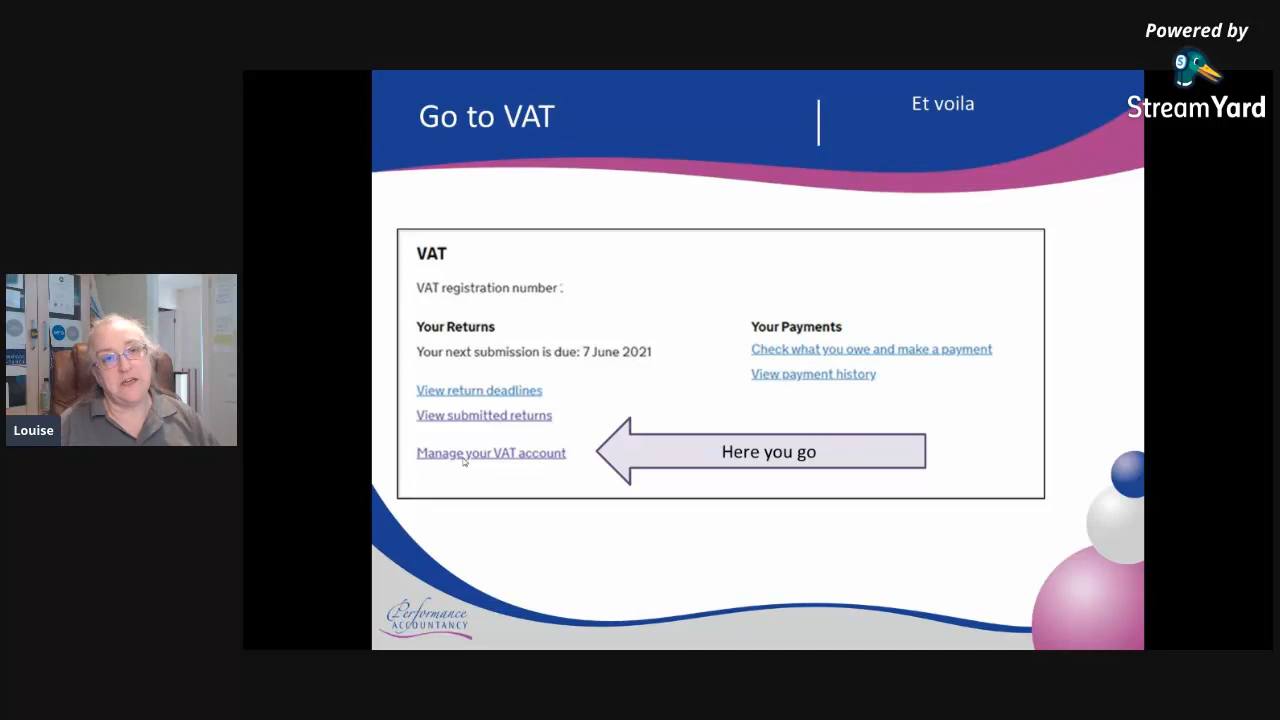 Powered by
StreamYard
Go to VAT
Et voila
VAT
VAT registration number :
Your Returns
Your next submission is due: 7 June 2021
View return deadlines
View submitted returns
Manage your VAT account
Your Payments
Check what you owe and make a payment
View payment history
Here you go
Louise
Performance
ACCOUNTANCY